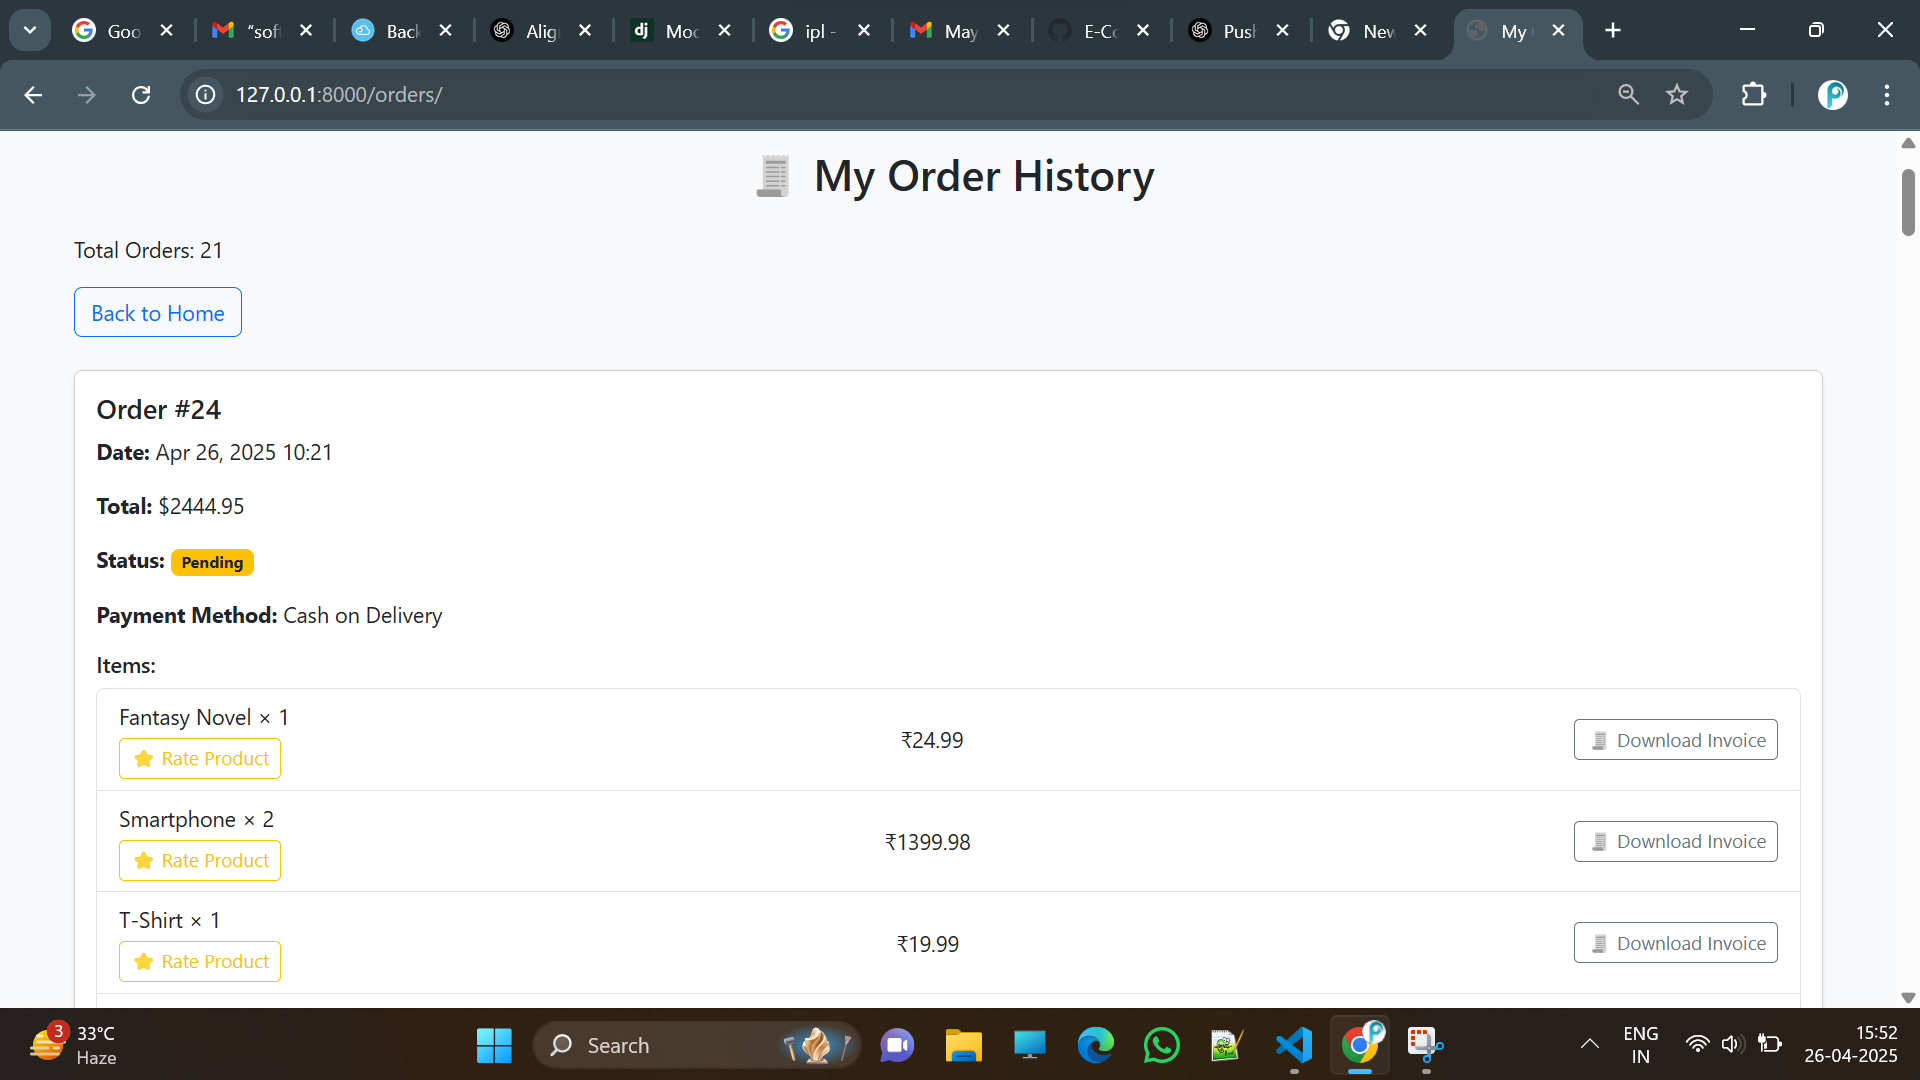 Goo
"sof
Back
Alig
Moc
ipl -
May
E-Co
Push
New
My
127.0.0.1:8000/orders/
My Order History
Total Orders: 21
Back to Home
Order #24
Date: Apr 26, 2025 10:21
Total: $2444.95
Status: Pending
Payment Method: Cash on Delivery
Items:
Fantasy Novel × 1
Rate Product
₹24.99
Download Invoice
Smartphone × 2
Rate Product
₹1399.98
Download Invoice
T-Shirt × 1
Rate Product
₹19.99
Download Invoice
3
33°C
Haze
Search
ENG
IN
15:52
26-04-2025